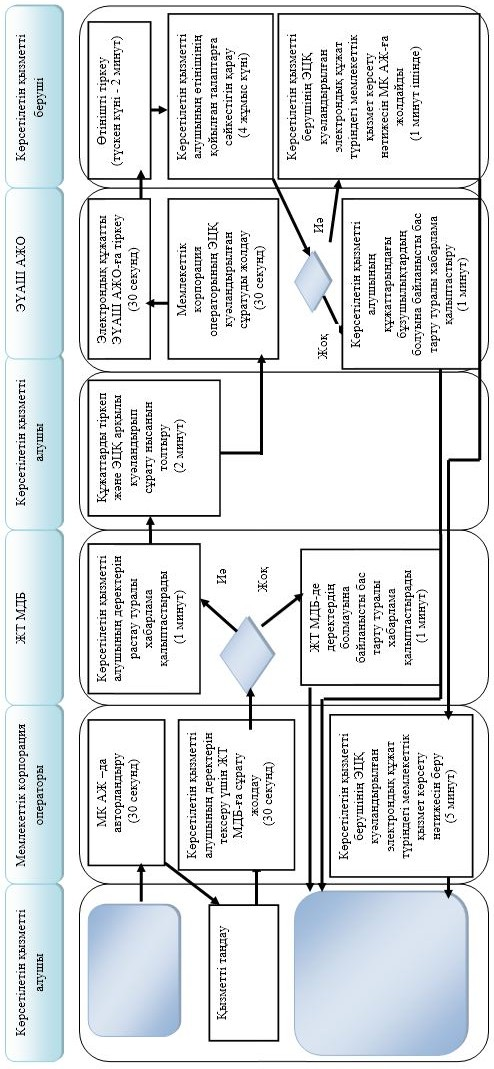 Көрсетілетін қызметті
алушы
Мемлекеттік корпорация
операторы
ЖТ МДБ
Көрсетілетін қызметті
алушы
ЭҮАШ АЖО
Көрсетілетін қызметті
беруші
МК АЖ –да
авторландыру
(30 секунд)
Қызметті таңдау
Көрсетілетін қызметті
алушының деректерін
тексеру үшін ЖТ
МДБ-ға сұрату
жолдау
(30 секунд)
Көрсетілетін қызметті
алушының деректерін
растау туралы
хабарлама
қалыптастырады
(1 минут)
Иә
Жоқ
ЖТ МДБ-де
деректердің
болмауына
байланысты бас
тарту туралы
хабарлама
қалыптастырады
(1 минут)
Құжаттарды тіркеп
және ЭЦҚ арқылы
куәландырып
сұрату нысанын
толтыру
(2 минут)
Мемлекеттік
корпорация
операторының ЭЦҚ
куәландырылған
сұратуды жолдау
(30 секунд)
Электрондық құжатты
ЭҮАШ АЖО-ға тіркеу
(30 секунд)
Өтінішті тіркеу
(түскен күні - 2 минут)
Көрсетілетін қызметті
алушының өтінішінің
қойылған талаптарға
сәйкестігін қарау
(4 жұмыс күні)
Иә
Жоқ
Көрсетілетін қызметті
берушінің ЭЦҚ
куәландырылған
электрондық құжат
түріндегі мемлекеттік
қызмет көрсету
нәтижесін МК АЖ-ға
жолдайды
(1 минут ішінде)
Көрсетілетін қызметті
алушының
құжаттарындағы
бұзушылықтардың
болуына байланысты бас
тарту туралы хабарлама
қалыптастыру
(1 минут)
Көрсетілетін қызметті
берушінің ЭЦҚ
куәландырылған
электрондық құжат
түріндегі мемлекеттік
қызмет көрсету
нәтижесін беру
(5 минут)